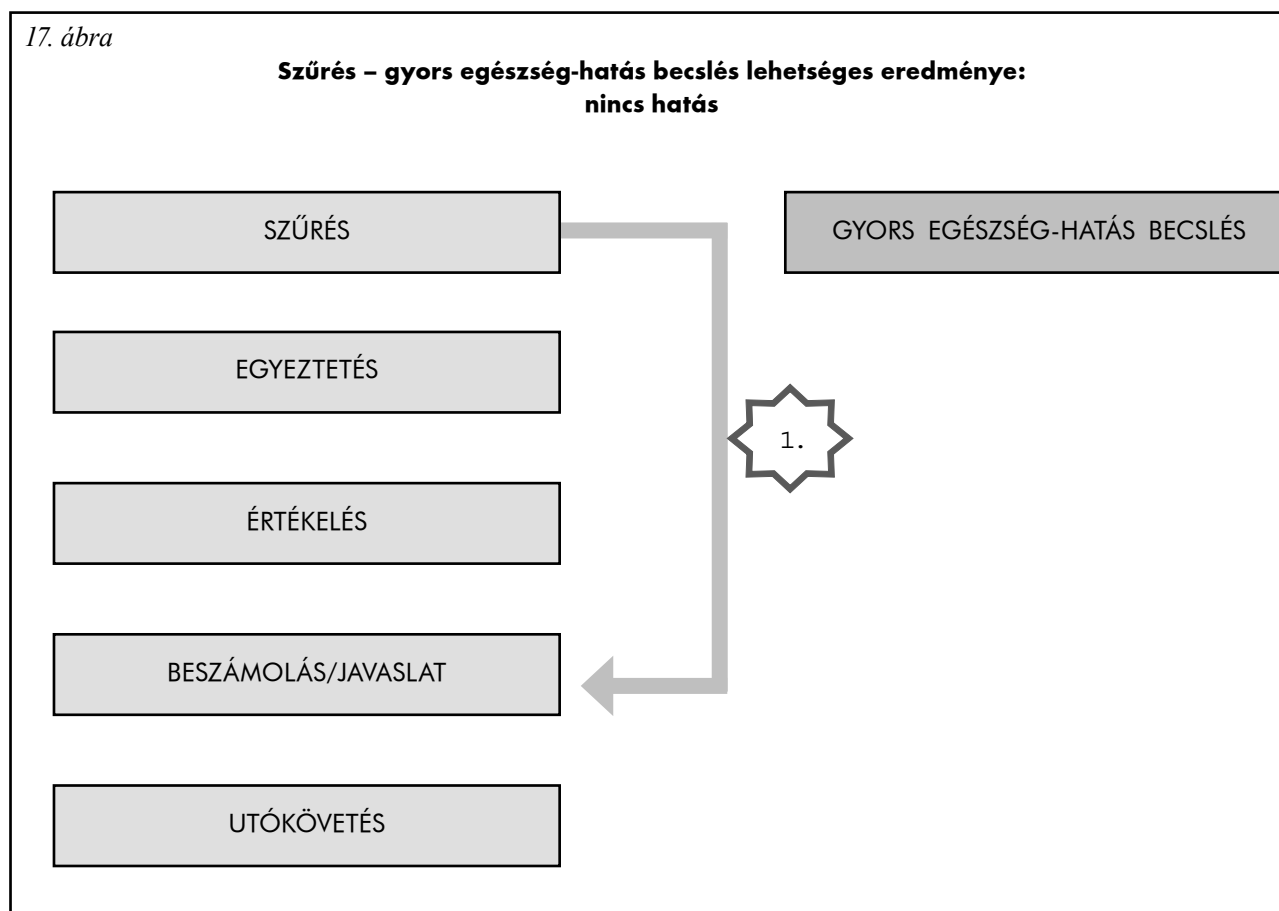 17. ábra
Szűrés – gyors egészség-hatás becslés lehetséges eredménye:
nincs hatás
SZŰRÉS
GYORS EGÉSZSÉG-HATÁS BECSLÉS
EGYEZTETÉS
1.
ÉRTÉKELÉS
BESZÁMOLÁS/JAVASLAT
UTÓKÖVETÉS